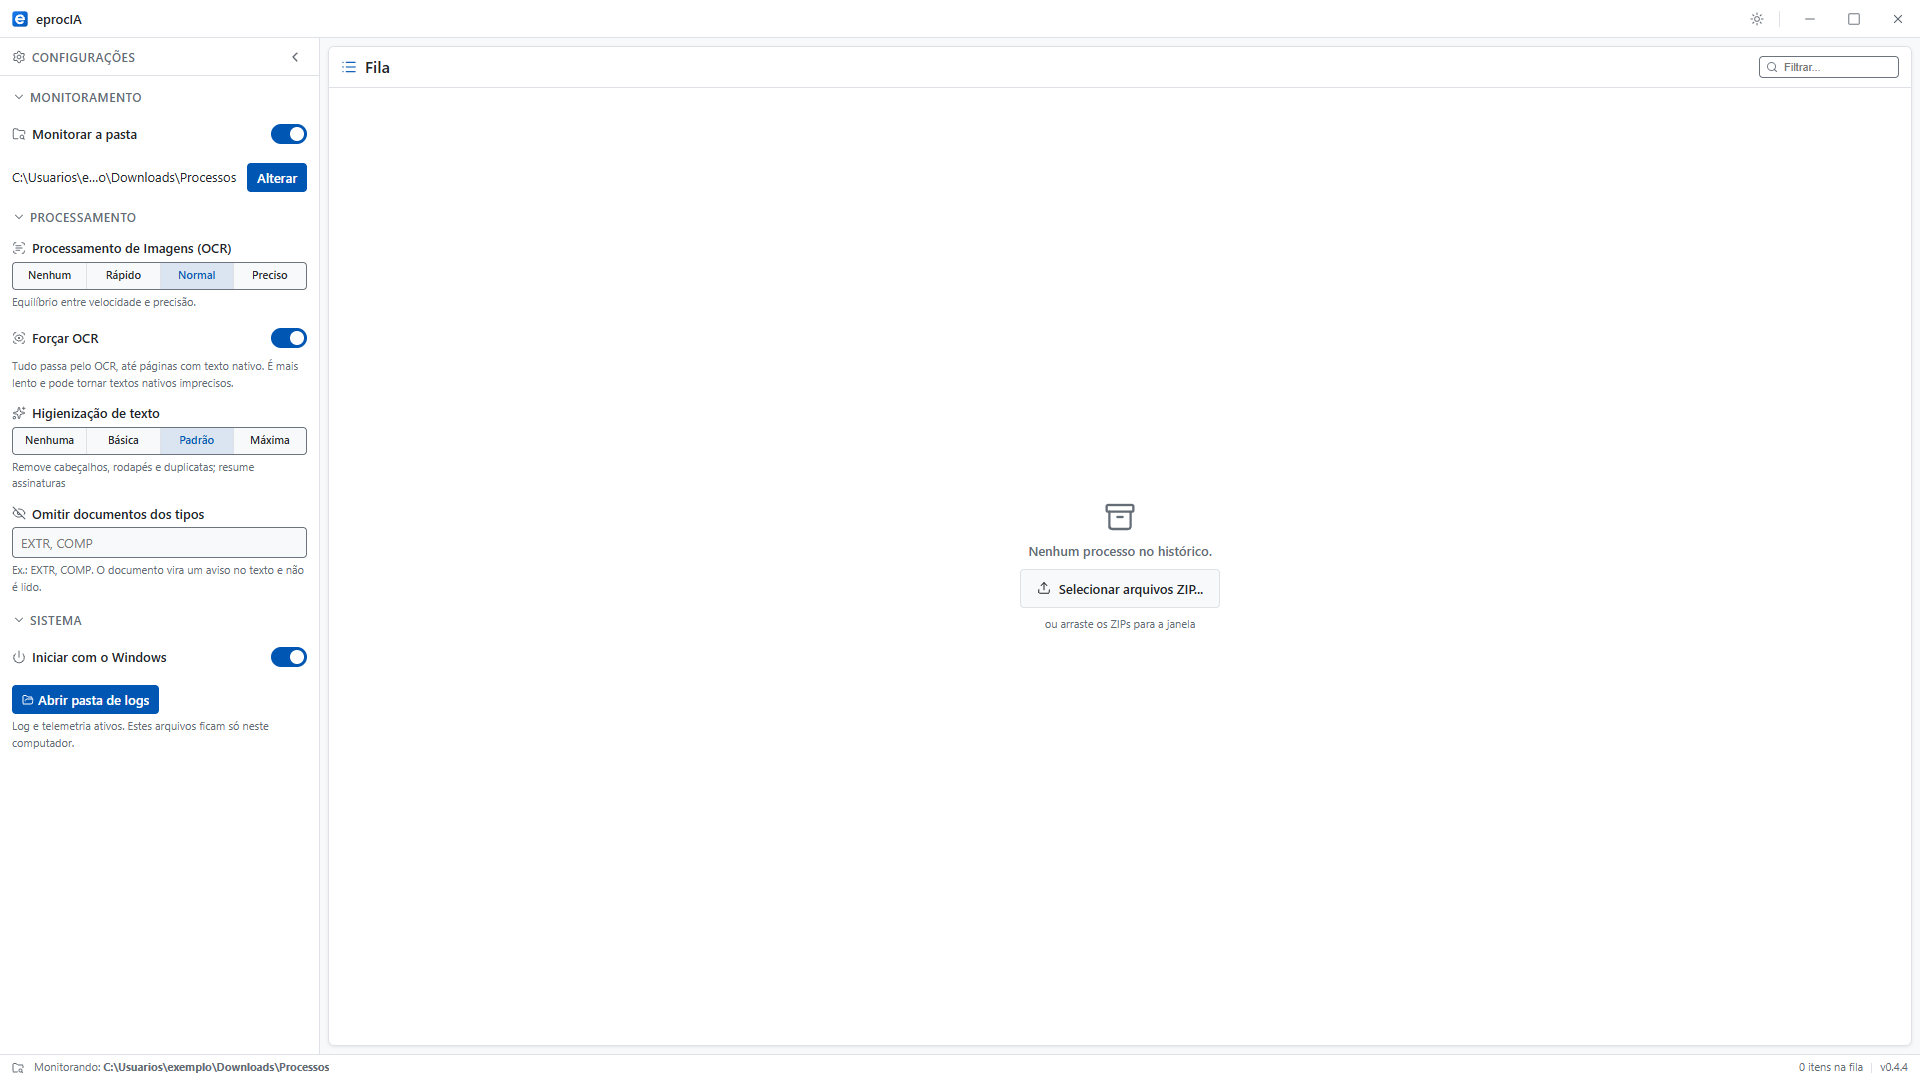 eprocIA
CONFIGURAÇÕES
MONITORAMENTO
Monitorar a pasta
C:\Usuarios\e...o\Downloads\Processos
Alterar
PROCESSAMENTO
Processamento de Imagens (OCR)
Nenhum Rápido Normal Preciso
Equilíbrio entre velocidade e precisão.
Forçar OCR
Tudo passa pelo OCR, até páginas com texto nativo. É mais
lento e pode tornar textos nativos imprecisos.
Higienização de texto
Nenhuma Básica Padrão Máxima
Remove cabeçalhos, rodapés e duplicatas; resume
assinaturas
Omitir documentos dos tipos
EXTR, COMP
Ex.: EXTR, COMP. O documento vira um aviso no texto e não
é lido.
SISTEMA
Iniciar com o Windows
Abrir pasta de logs
Log e telemetria ativos. Estes arquivos ficam só neste
computador.
Fila
Filtrar...
Nenhum processo no histórico.
Selecionar arquivos ZIP...
ou arraste os ZIPs para a janela
Monitorando: C:\Usuarios\exemplo\Downloads\Processos
0 itens na fila
v0.4.4